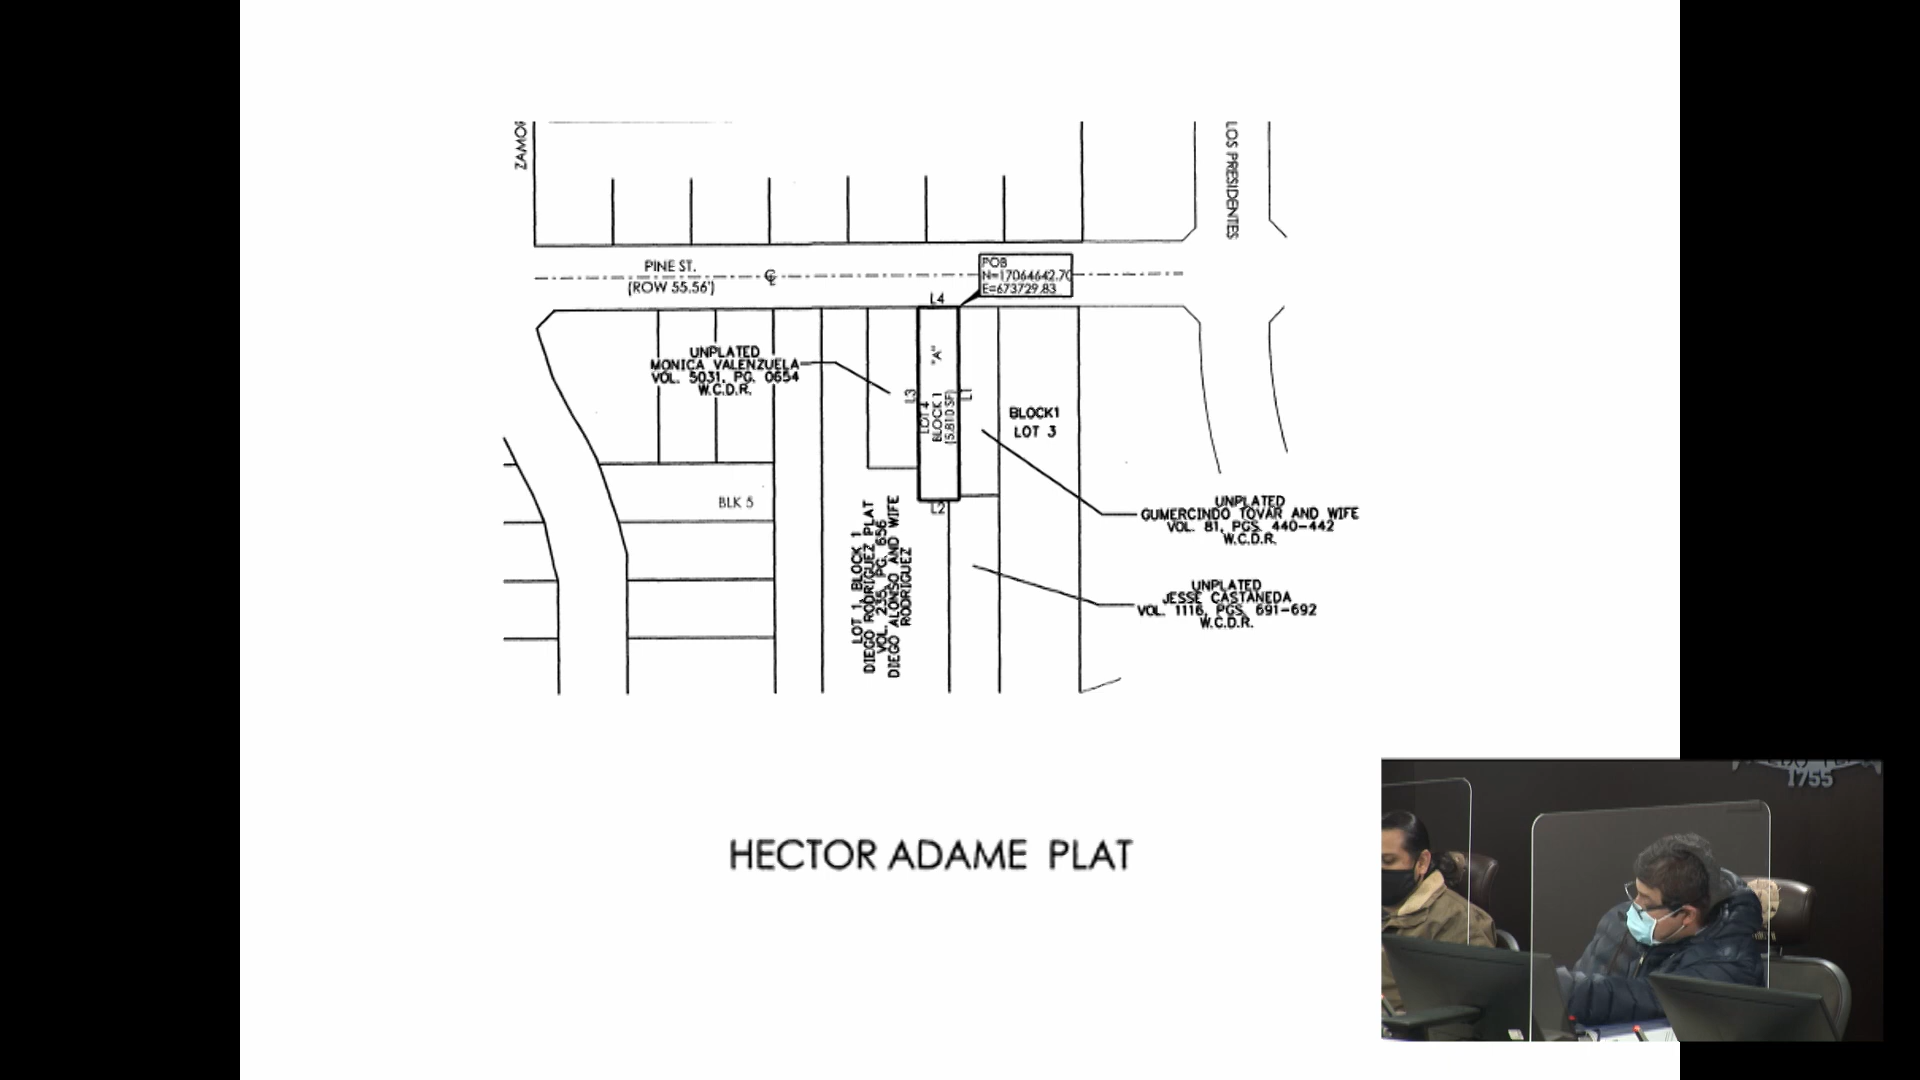 ZAMOR
LOS PRESIDENTES
PINE ST.
(ROW 55.56')
POB
N=17064642.70
E=673729.83
L4
UNPLATED
MONICA VALENZUELA
VOL. 5031, PG. 0654
W.C.D.R.
L3
LOT 4
BLOCK 1 "A"
(5,810 SF)
L1
L2
BLOCK1
LOT 3
BLK 5
UNPLATED
GUMERCINDO TOVAR AND WIFE
VOL. 81, PGS. 440-442
W.C.D.R.
UNPLATED
JESSE CASTANEDA
VOL. 1116, PGS. 691-692
W.C.D.R.
LOT 1, BLOCK 1
DIEGO RODRIGUEZ PLAT
VOL. 235, PG. 656
DIEGO ALONSO AND WIFE
RODRIGUEZ
HECTOR ADAME PLAT
1755